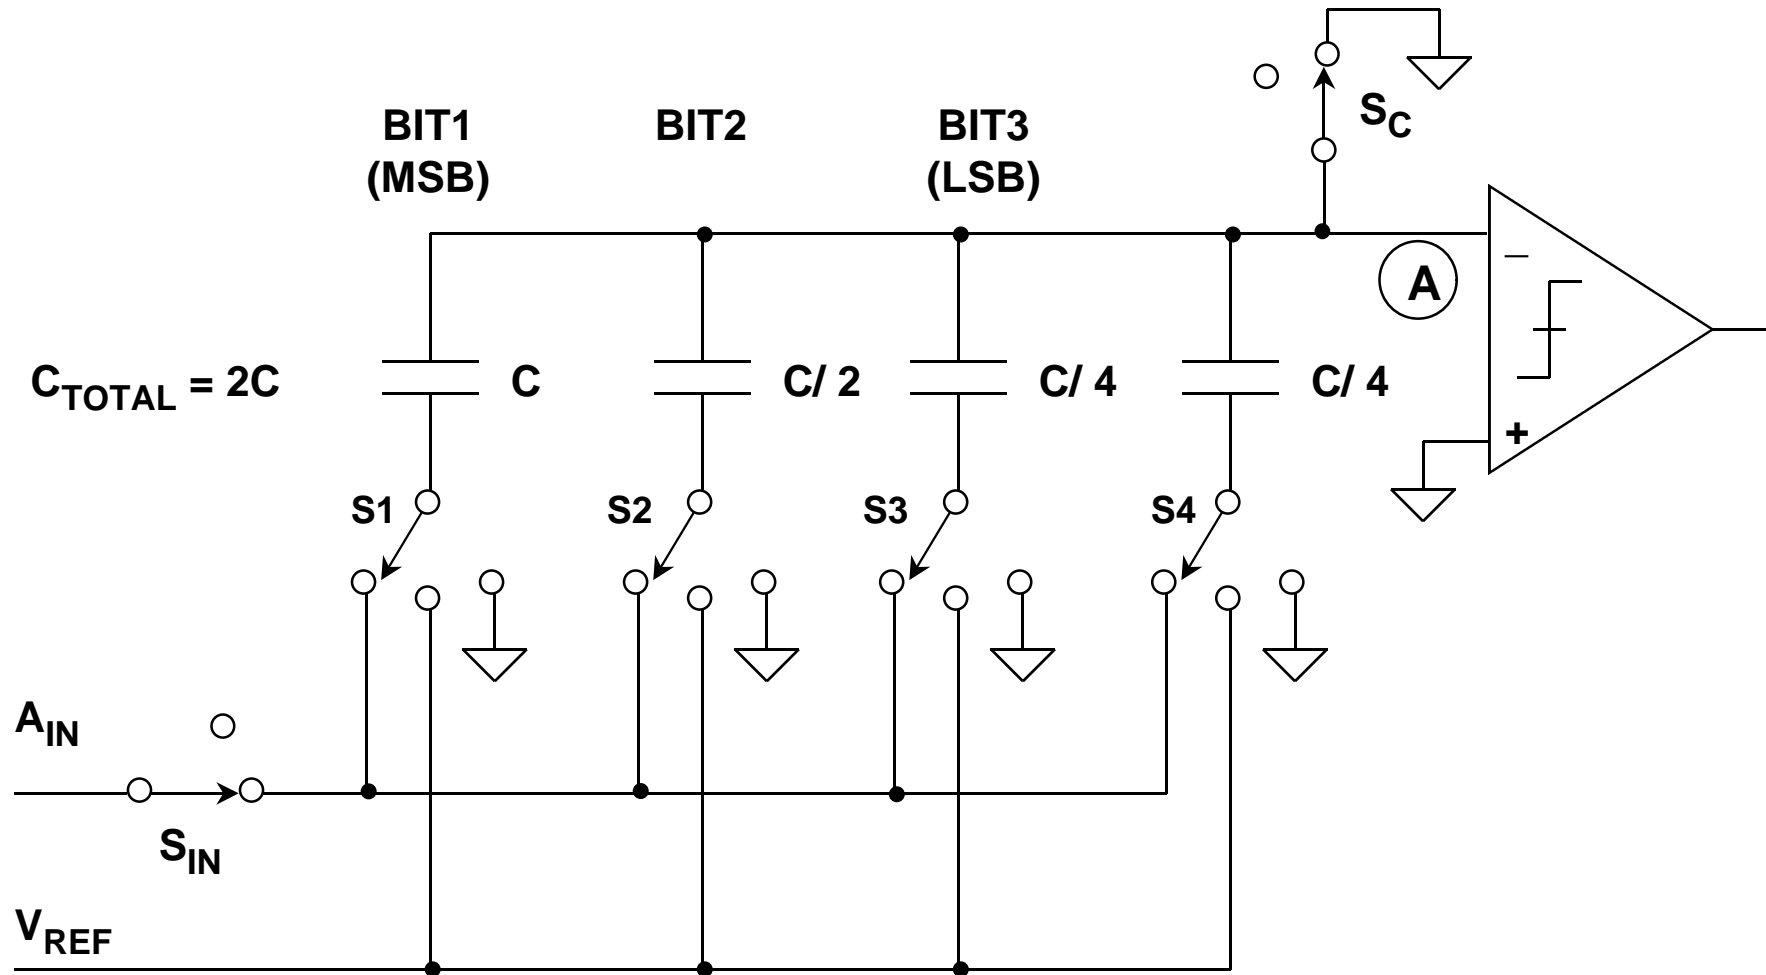 BIT1
(MSB)
BIT2
BIT3
(LSB)
SC
A
−
+
CTOTAL = 2C
C
C/ 2
C/ 4
C/ 4
S1
S2
S3
S4
AIN
SIN
VREF